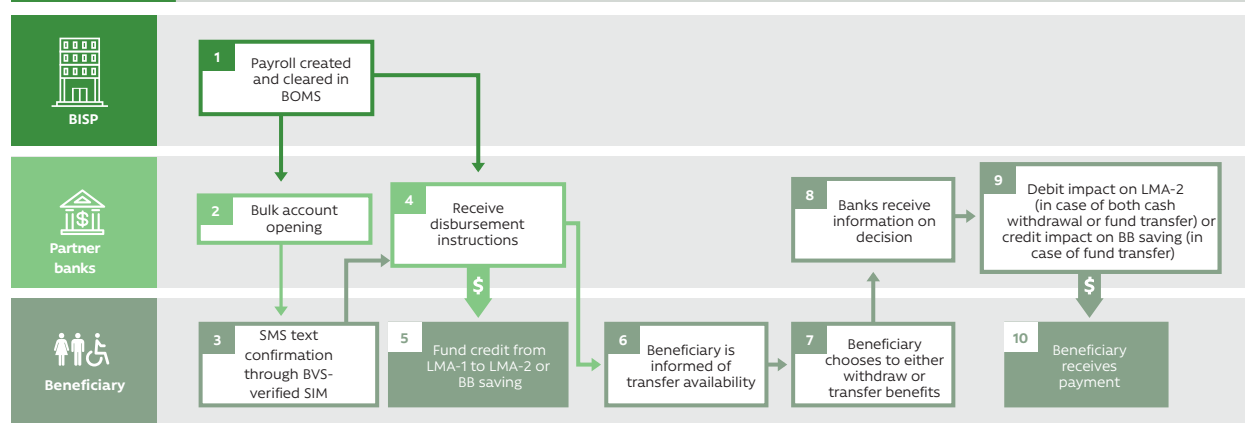 BISP
1
Payroll created
and cleared in
BOMS
Partner
banks
2
Bulk account
opening
4
Receive
disbursement
instructions
$
8
Banks receive
information on
decision
9
Debit impact on LMA-2
(in case of both cash
withdrawal or fund transfer) or
credit impact on BB saving (in
case of fund transfer)
$
Beneficiary
3
SMS text
confirmation
through BVS-
verified SIM
5
Fund credit from
LMA-1 to LMA-2 or
BB saving
6
Beneficiary is
informed of
transfer availability
7
Beneficiary
chooses to either
withdraw or
transfer benefits
10
Beneficiary
receives
payment